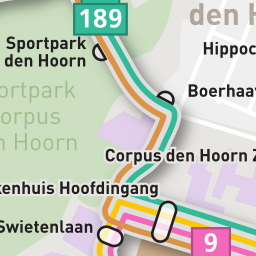 189
den H
Sportpark
den Hoorn
Hippoc
Boerhaav
ortpark
orpus
n Hoorn
Corpus den Hoorn Z
kenhuis Hoofdingang
Swietenlaan
9